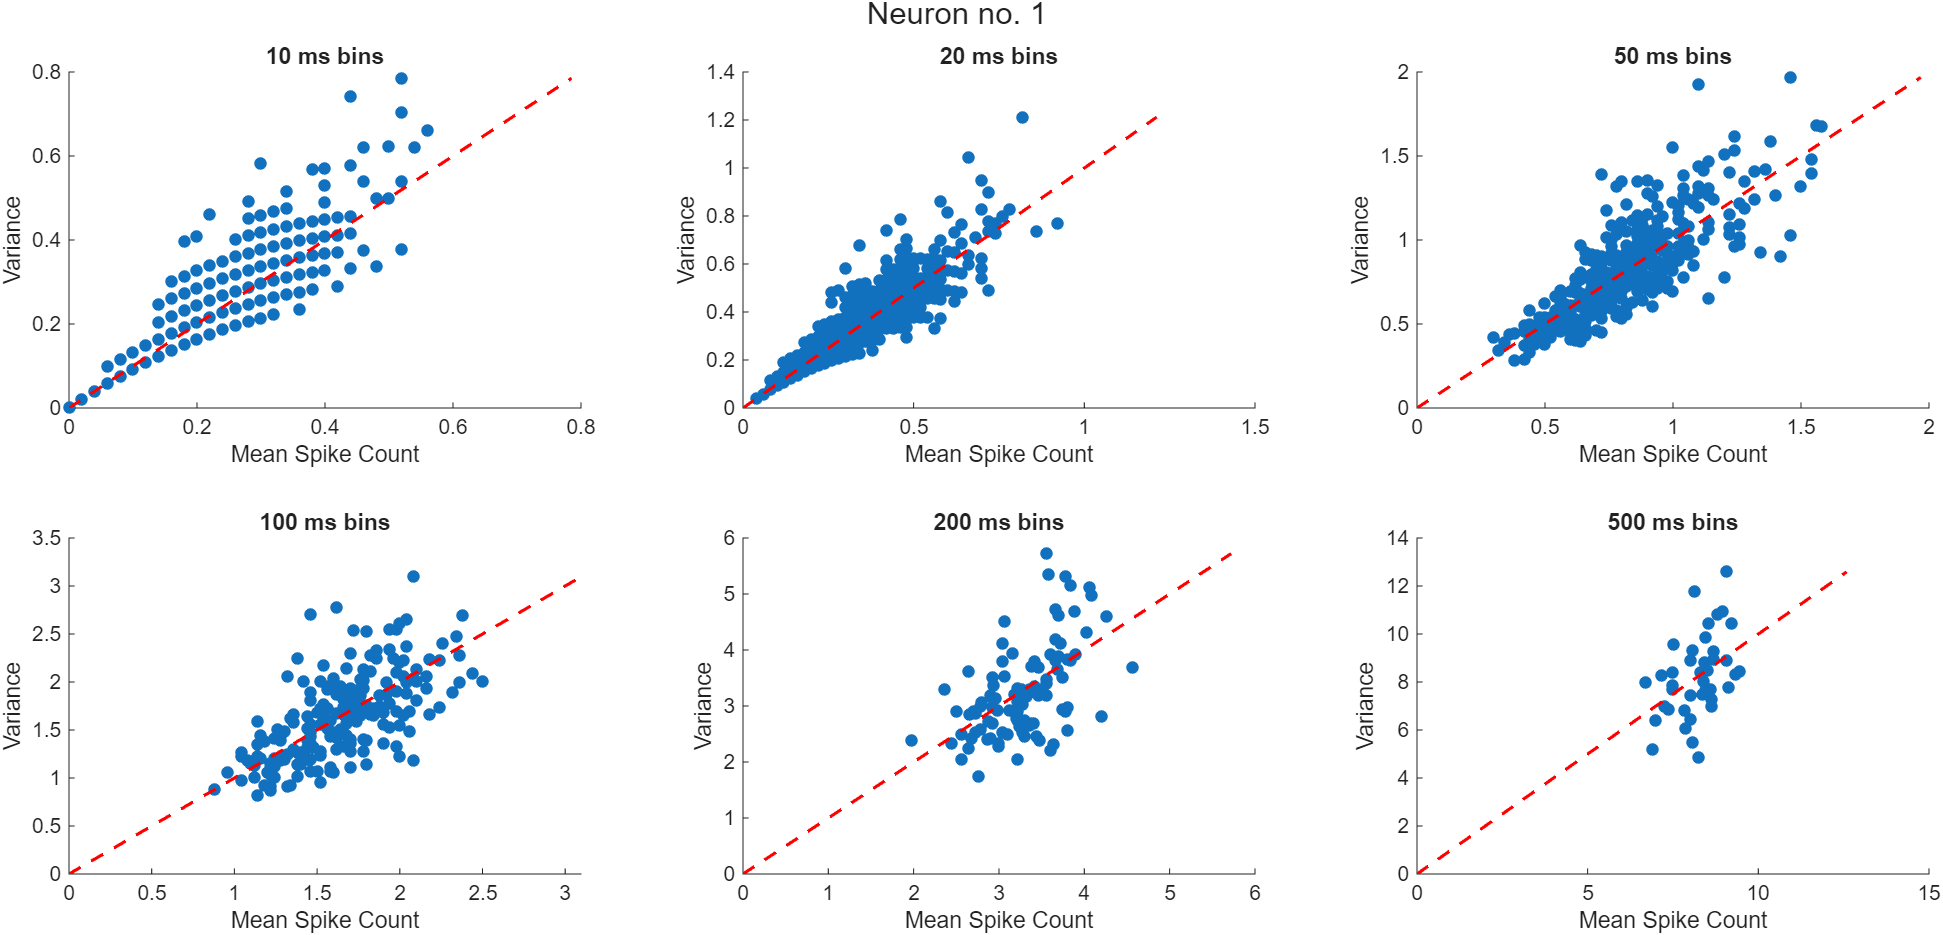 Neuron no. 1
10 ms bins
Variance
0.8
0.6
0.4
0.2
0
0 0.2 0.4 0.6 0.8
Mean Spike Count
20 ms bins
Variance
1.4
1.2
1
0.8
0.6
0.4
0.2
0
0 0.5 1 1.5
Mean Spike Count
50 ms bins
Variance
2
1.5
1
0.5
0
0 0.5 1 1.5 2
Mean Spike Count
100 ms bins
Variance
3.5
3
2.5
2
1.5
1
0.5
0
0 0.5 1 1.5 2 2.5 3
Mean Spike Count
200 ms bins
Variance
6
5
4
3
2
1
0
0 1 2 3 4 5 6
Mean Spike Count
500 ms bins
Variance
14
12
10
8
6
4
2
0
0 5 10 15
Mean Spike Count